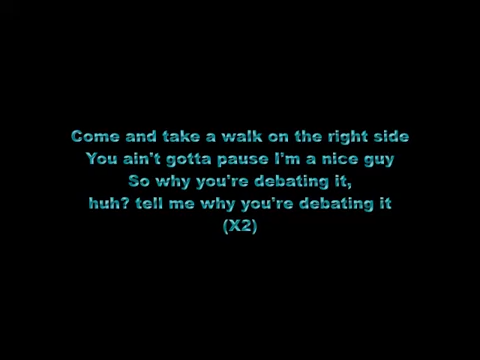 Come and take a walk on the right side
You ain't gotta pause I'm a nice guy
So why you're debating it,
huh? tell me why you're debating it
(X2)